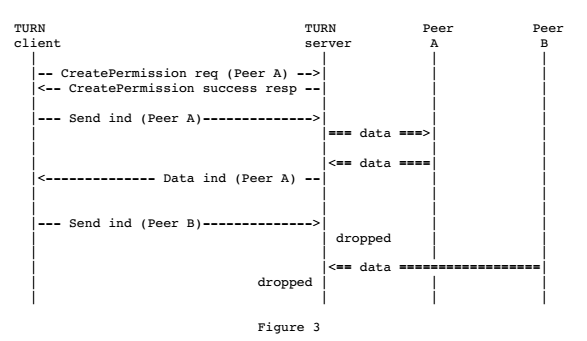 TURN                                 TURN           Peer          Peer
client                               server          A             B
  |-- CreatePermission req (Peer A) -->|
  |<-- CreatePermission success resp --|
  |--- Send ind (Peer A)-------------->|
                                       |=== data ===>|
                                       |<== data ====|
  |<-------------- Data ind (Peer A) --|
  |--- Send ind (Peer B)-------------->|
                                       | dropped
                                       |<== data ==================|
                               dropped |
Figure 3